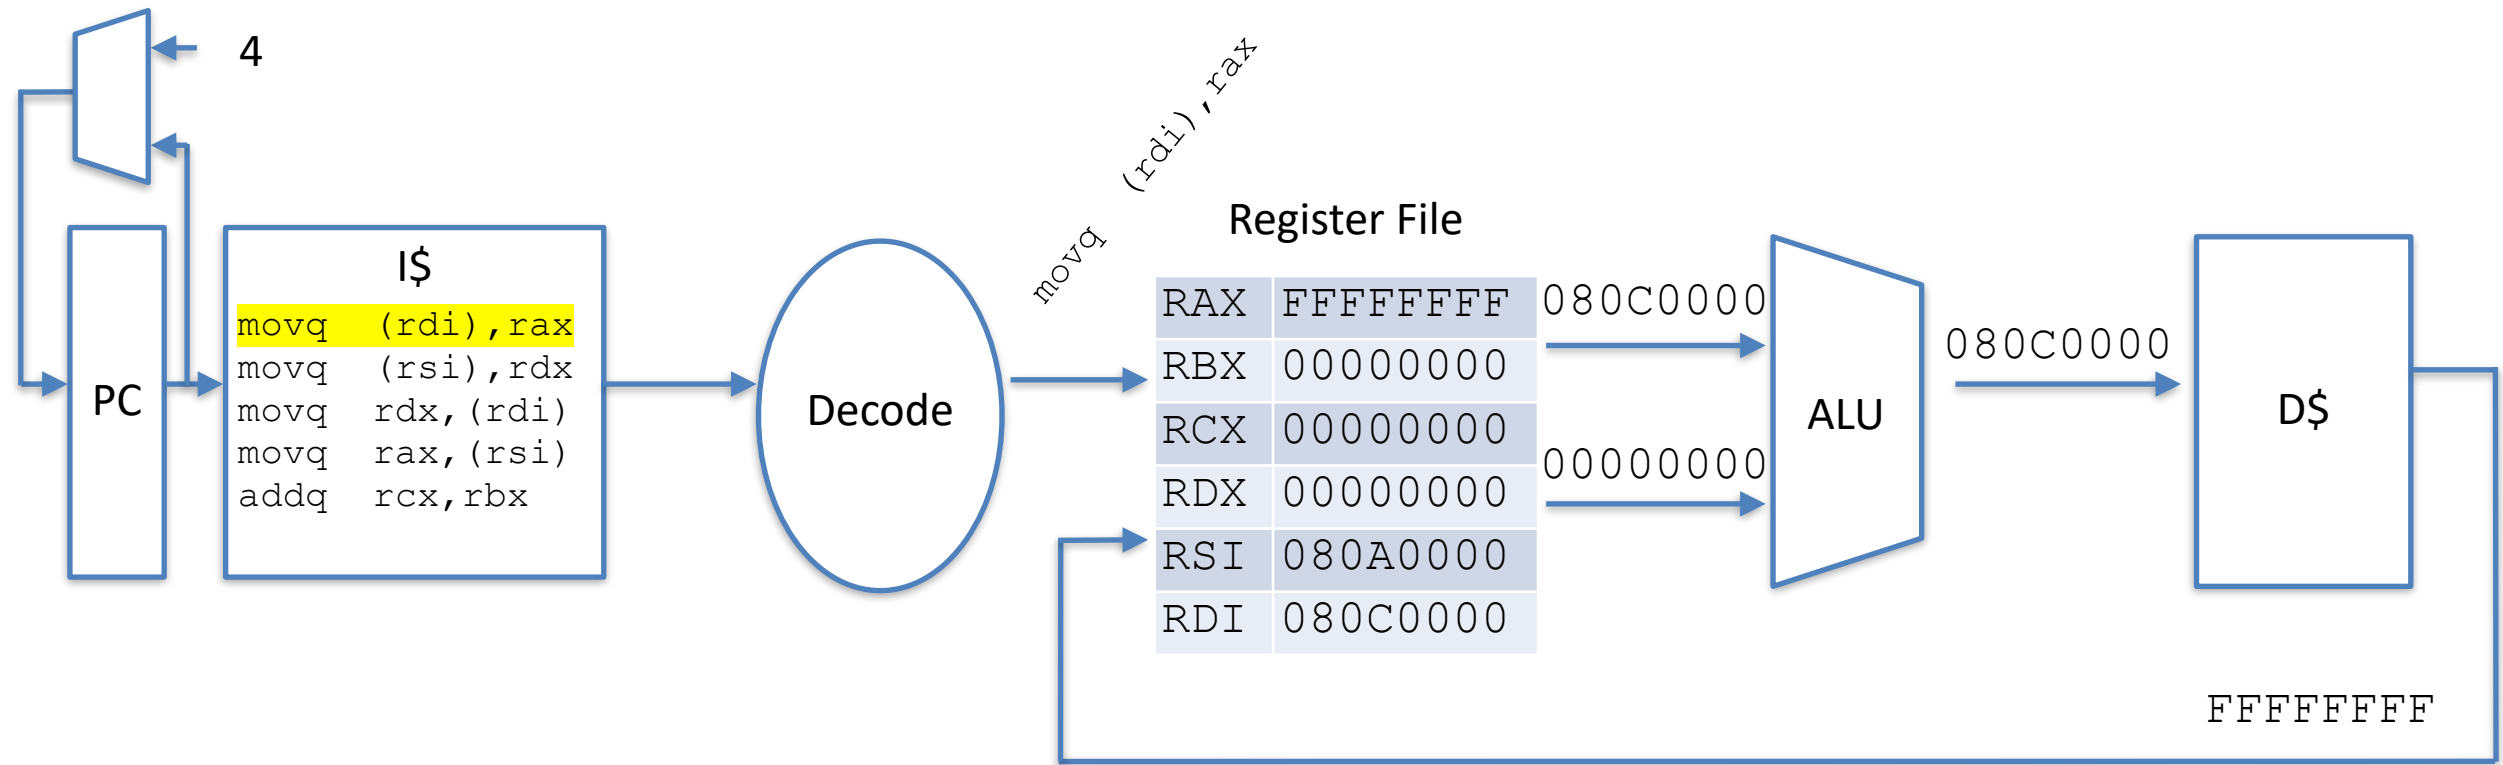 4
movq (rdi),rax
Register File
I$
movq (rdi),rax
movq (rsi),rdx
movq rdx,(rdi)
movq rax,(rsi)
addq rcx,rbx
PC
Decode
RAX FFFFFFFF
RBX 00000000
RCX 00000000
RDX 00000000
RSI 080A0000
RDI 080C0000
080C0000
00000000
ALU
080C0000
D$
FFFFFFFF